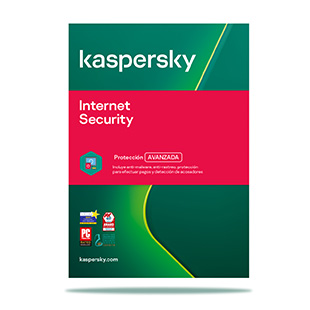 kaspersky
Internet
Security
Protección AVANZADA
Incluye anti-malware, anti-rastreo, protección
para efectuar pagos y detección de acosadores
PC
kaspersky.com